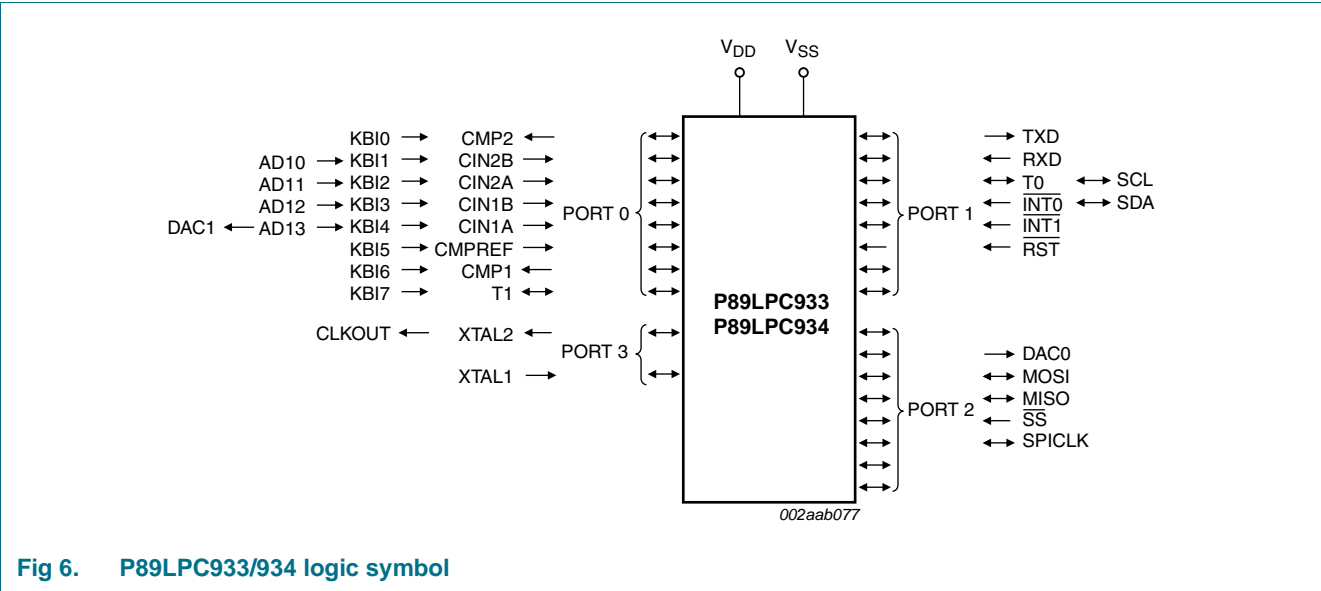 VDD VSS
KBI0 CMP2 TXD
AD10 KBI1 CIN2B RXD
AD11 KBI2 CIN2A T0 SCL
AD12 KBI3 CIN1B PORT 0 PORT 1 INT0 SDA
DAC1 AD13 KBI4 CIN1A INT1
KBI5 CMPREF RST
KBI6 CMP1
KBI7 T1
P89LPC933
P89LPC934
CLKOUT XTAL2 PORT 3 DAC0
XTAL1 MOSI
MISO
PORT 2 SS
SPICLK
002aab077
Fig 6. P89LPC933/934 logic symbol